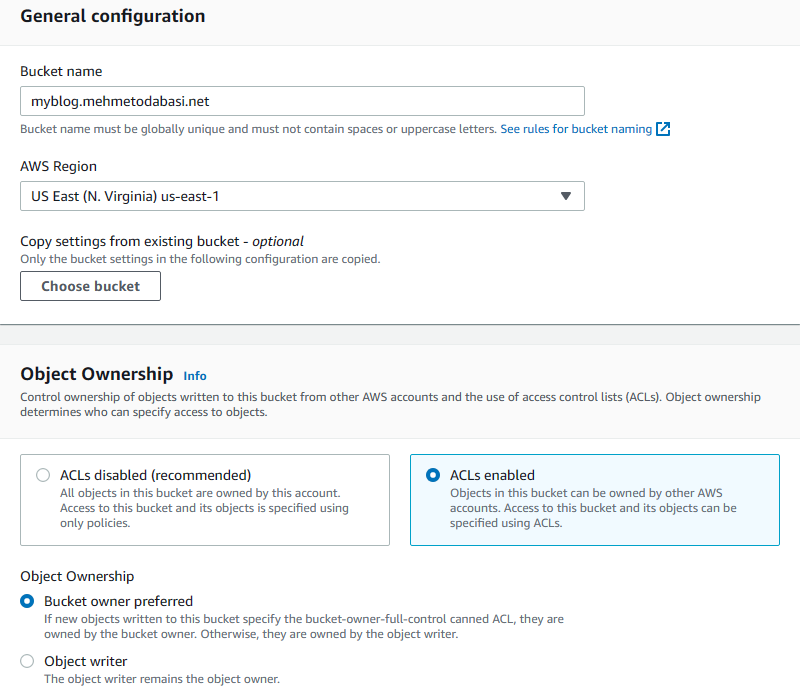 General configuration
Bucket name
myblog.mehmetodabasi.net
Bucket name must be globally unique and must not contain spaces or uppercase letters. See rules for bucket naming
AWS Region
US East (N. Virginia) us-east-1
Copy settings from existing bucket - optional
Only the bucket settings in the following configuration are copied.
Choose bucket
Object Ownership Info
Control ownership of objects written to this bucket from other AWS accounts and the use of access control lists (ACLs). Object ownership
determines who can specify access to objects.
ACLs disabled (recommended)
All objects in this bucket are owned by this account.
Access to this bucket and its objects is specified using
only policies.
ACLs enabled
Objects in this bucket can be owned by other AWS
accounts. Access to this bucket and its objects can be
specified using ACLs.
Object Ownership
Bucket owner preferred
If new objects written to this bucket specify the bucket-owner-full-control canned ACL, they are
owned by the bucket owner. Otherwise, they are owned by the object writer.
Object writer
The object writer remains the object owner.